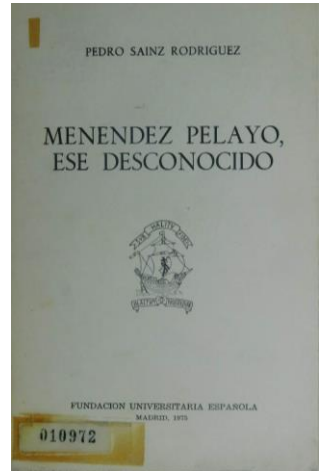 PEDRO SAINZ RODRIGUEZ
MENENDEZ PELAYO,
ESE DESCONOCIDO
FUNDACION UNIVERSITARIA ESPAÑOLA
MADRID, 1975
010972